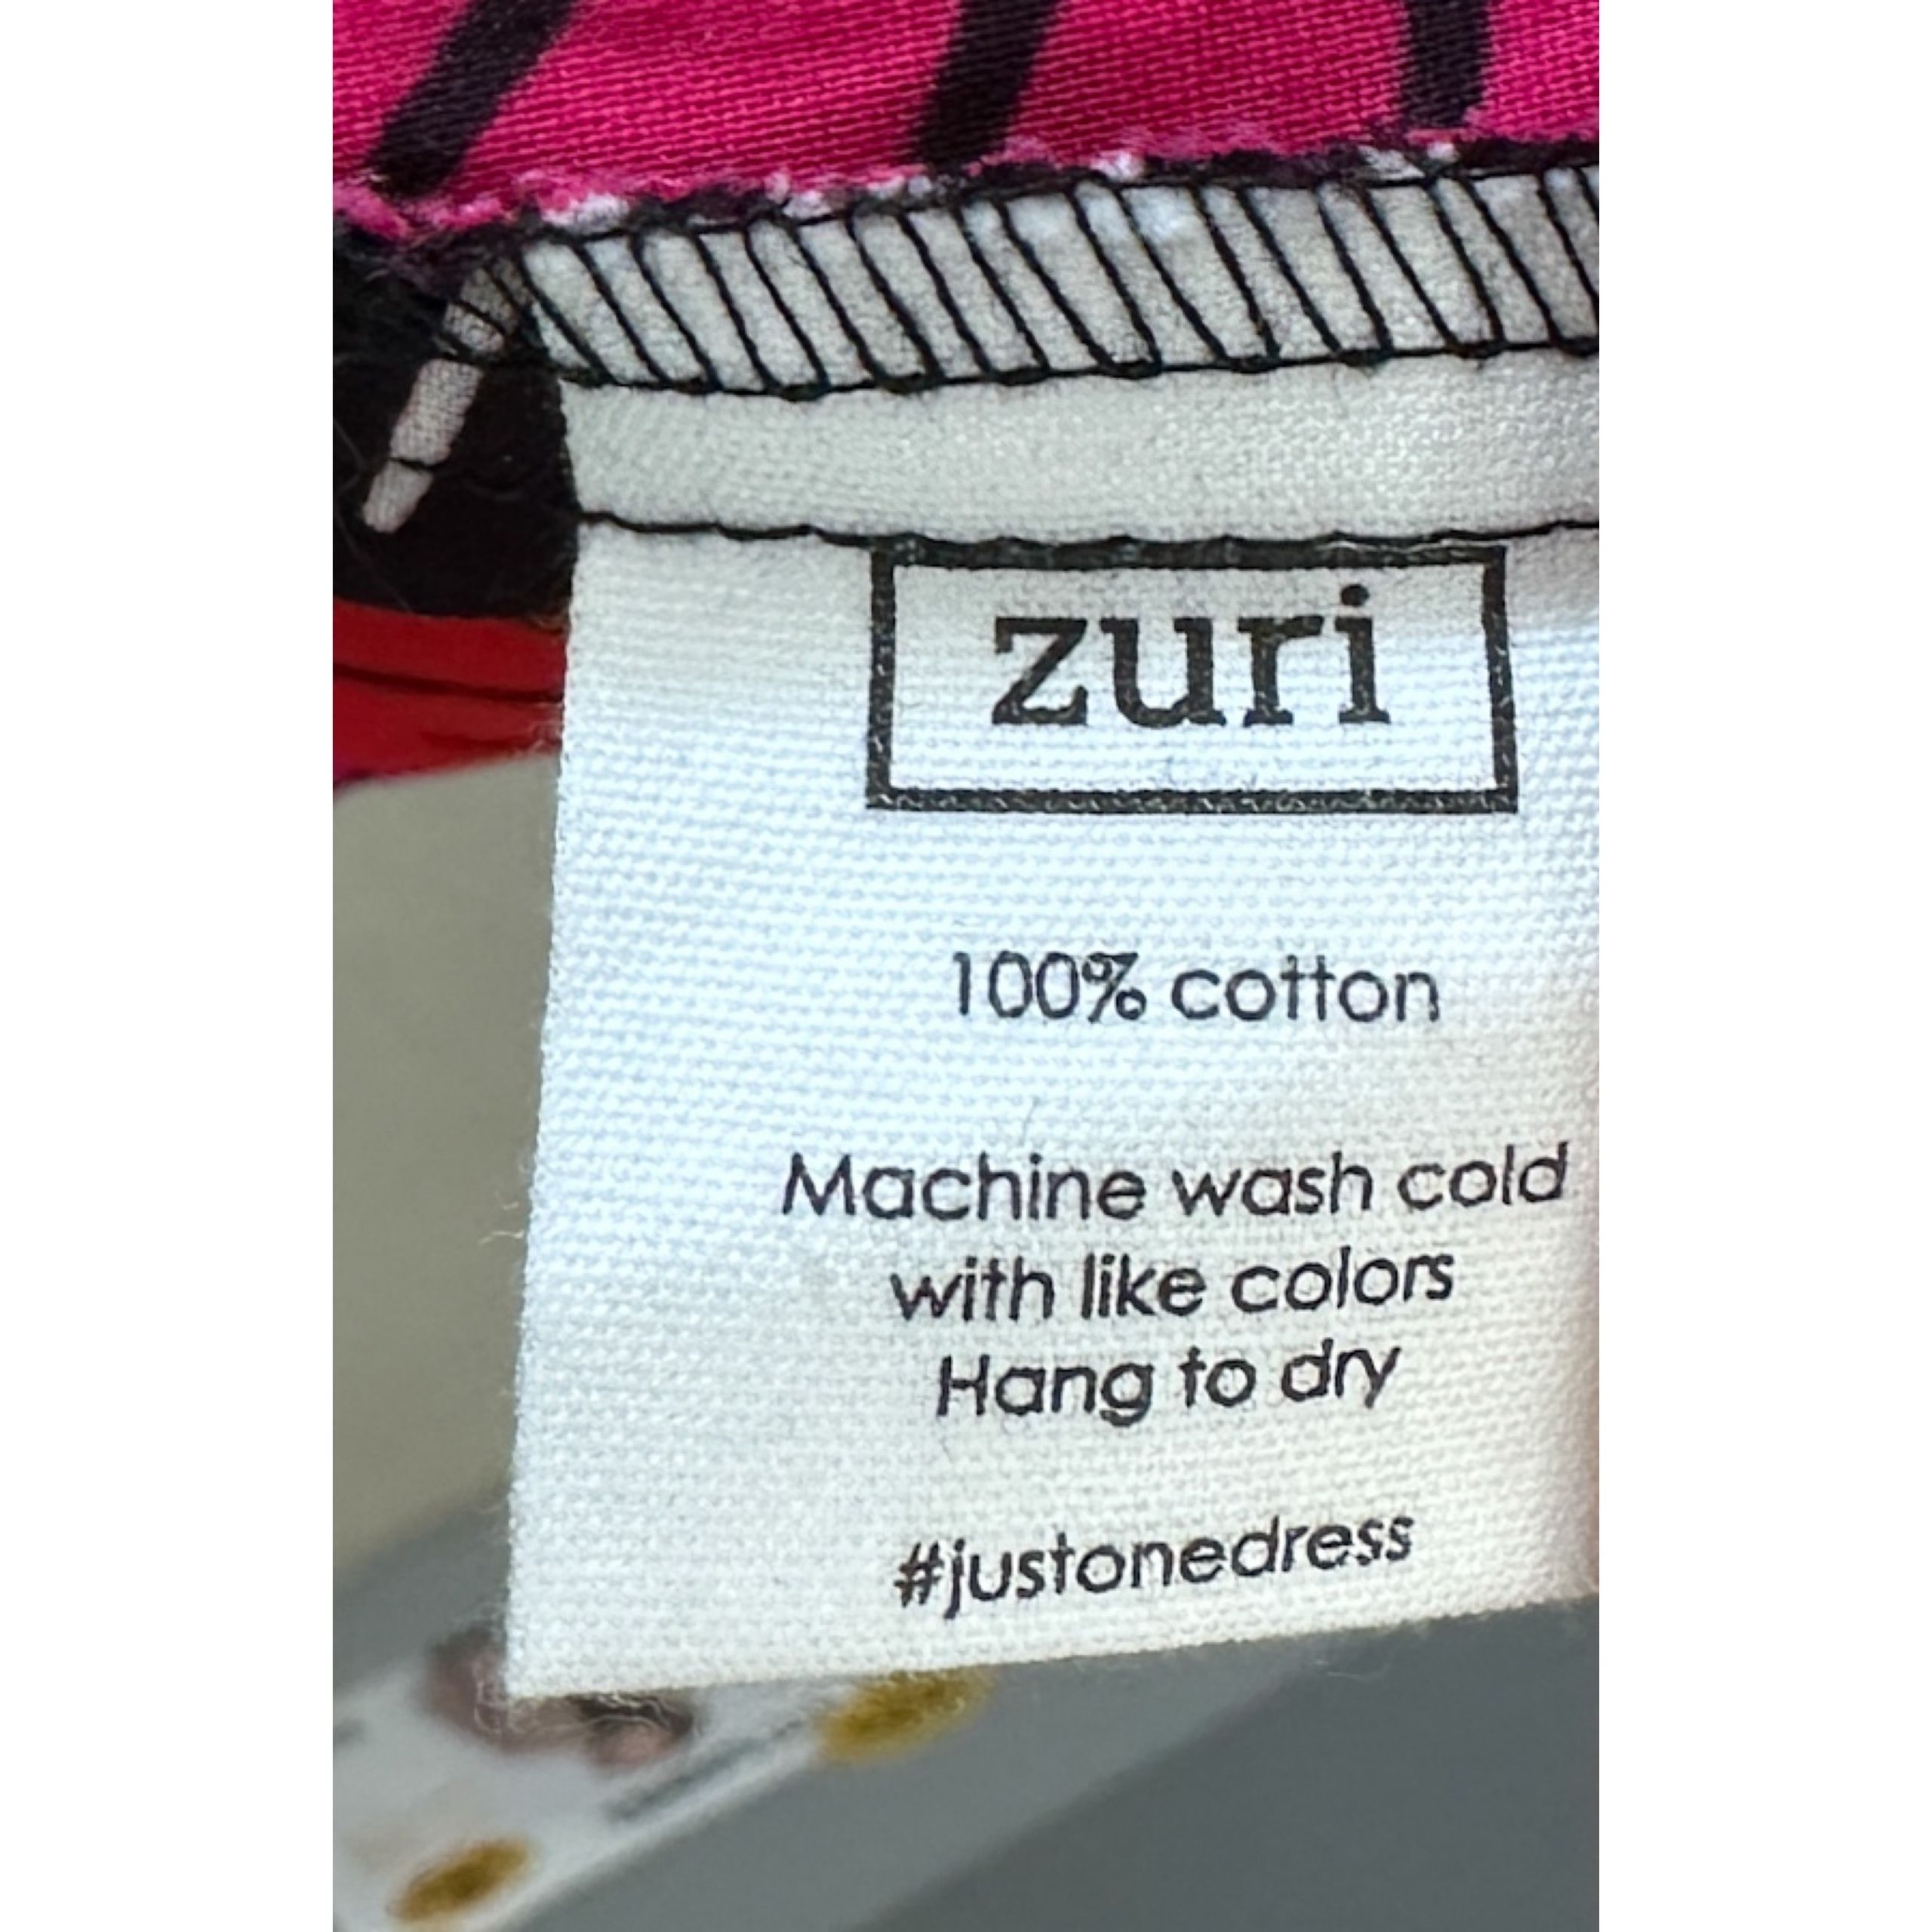 zuri
100% cotton
Machine wash cold
with like colors
Hang to dry
#justonedress